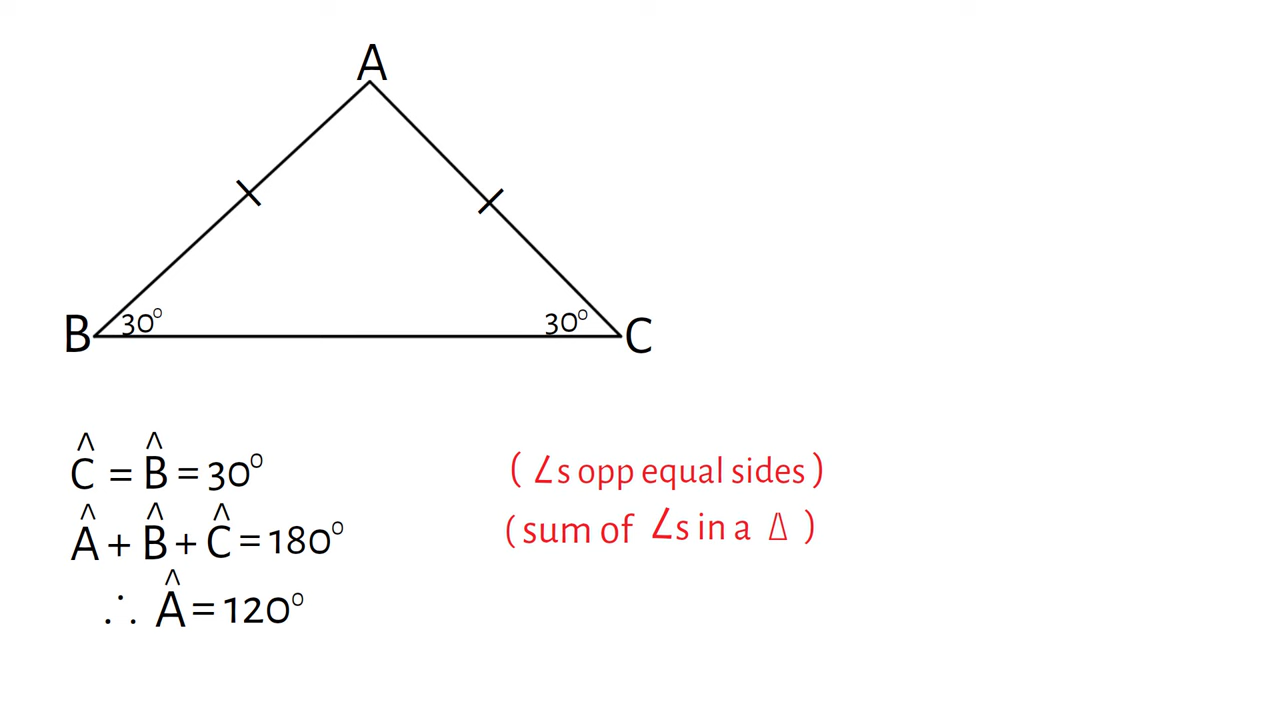 A
B 30° 30° C
Ĉ = B̂ = 30° (∠s opp equal sides)
Â + B̂ + Ĉ = 180° (sum of ∠s in a Δ)
∴ Â = 120°